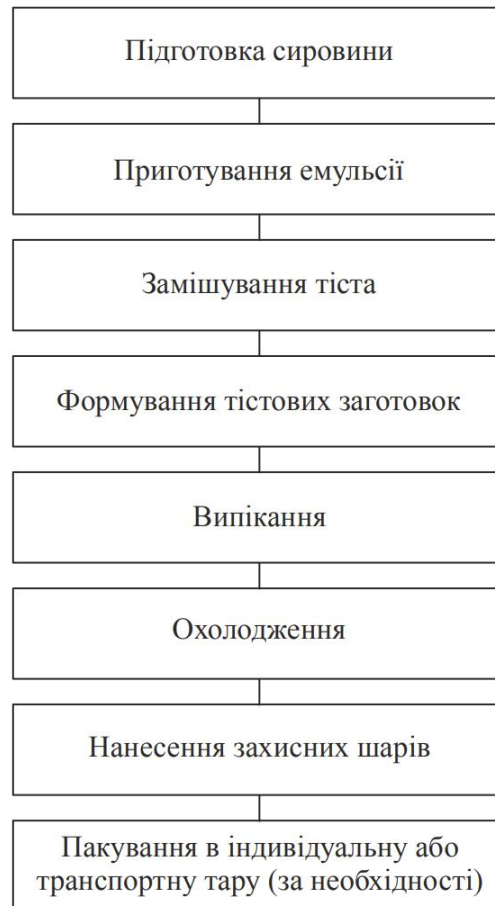 Підготовка сировини
Приготування емульсії
Замішування тіста
Формування тістових заготовок
Випікання
Охолодження
Нанесення захисних шарів
Пакування в індивідуальну або
транспортну тару (за необхідності)